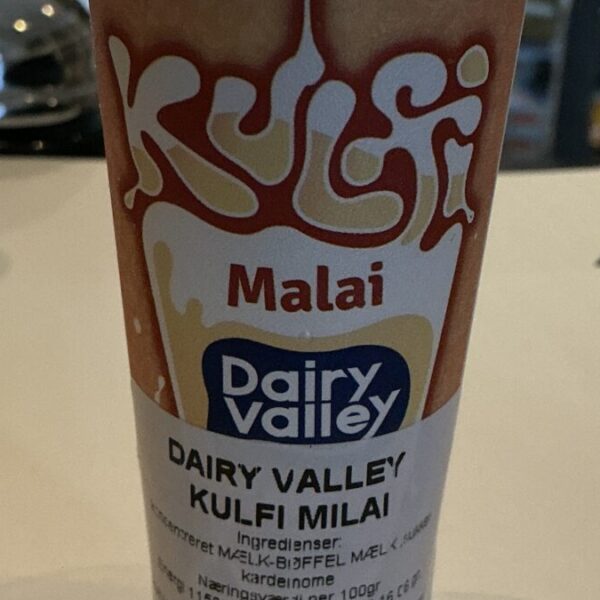 Kulfi
Malai
Dairy
Valley
DAIRY VALLEY
KULFI MILAI
Ingredienser:
MÆLK-BØFFEL MÆLK
kardemome
Næringsværdi per 100gr